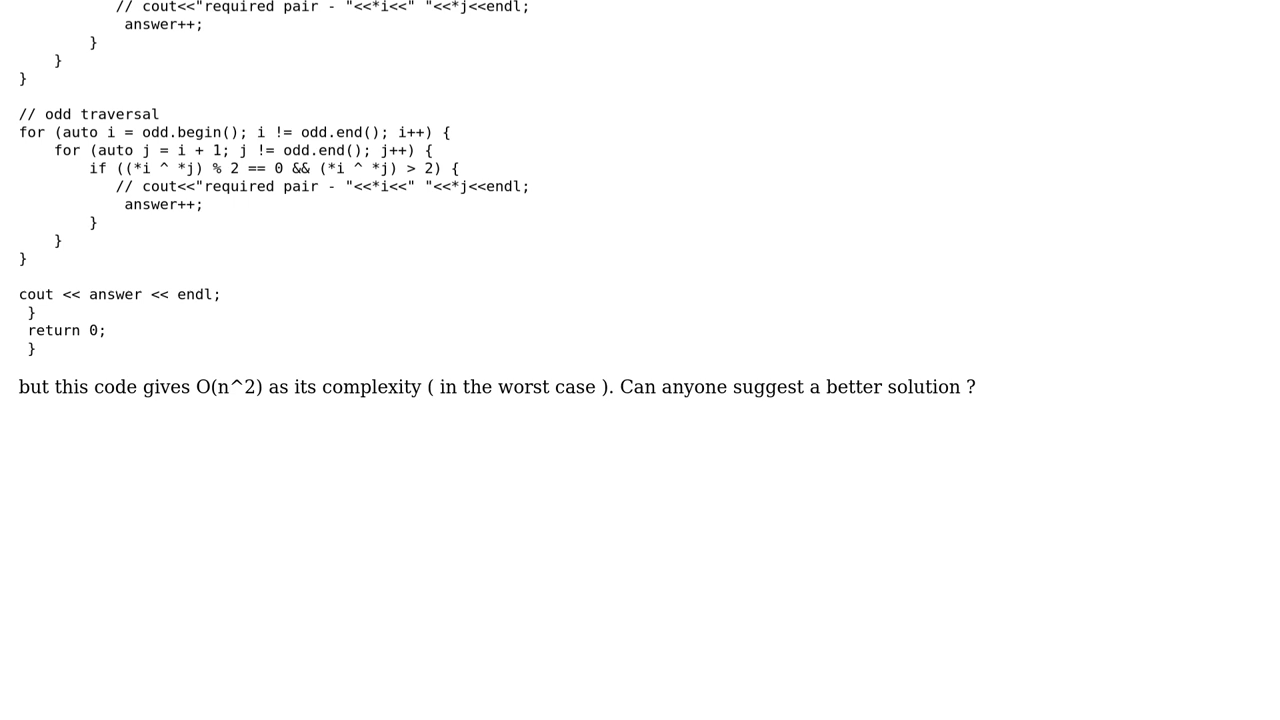 // cout<<"required pair - "<<*i<<" "<<*j<<endl;
answer++;
}
}
}
// odd traversal
for (auto i = odd.begin(); i != odd.end(); i++) {
for (auto j = i + 1; j != odd.end(); j++) {
if ((*i ^ *j) % 2 == 0 && (*i ^ *j) > 2) {
// cout<<"required pair - "<<*i<<" "<<*j<<endl;
answer++;
}
}
}
cout << answer << endl;
}
return 0;
}
but this code gives O(n^2) as its complexity ( in the worst case ). Can anyone suggest a better solution ?